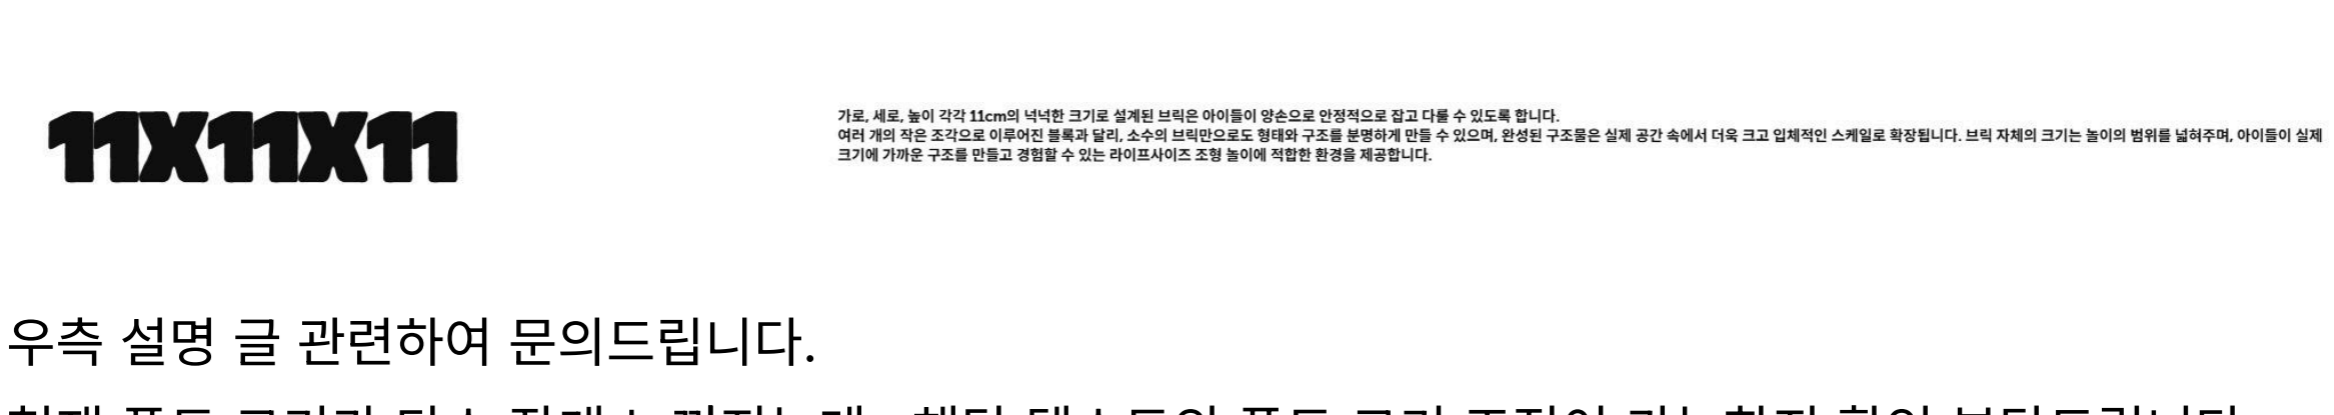 11X11X11
가로, 세로, 높이 각각 11cm의 넉넉한 크기로 설계된 브릭은 아이들이 양손으로 안정적으로 잡고 다룰 수 있도록 합니다.
여러 개의 작은 조각으로 이루어진 블록과 달리, 소수의 브릭만으로도 형태와 구조를 분명하게 만들 수 있으며, 완성된 구조물은 실제 공간 속에서 더욱 크고 입체적인 스케일로 확장됩니다. 브릭 자체의 크기는 놀이의 범위를 넓혀주며, 아이들이 실제
크기에 가까운 구조를 만들고 경험할 수 있는 라이프사이즈 조형 놀이에 적합한 환경을 제공합니다.
우측 설명 글 관련하여 문의드립니다.